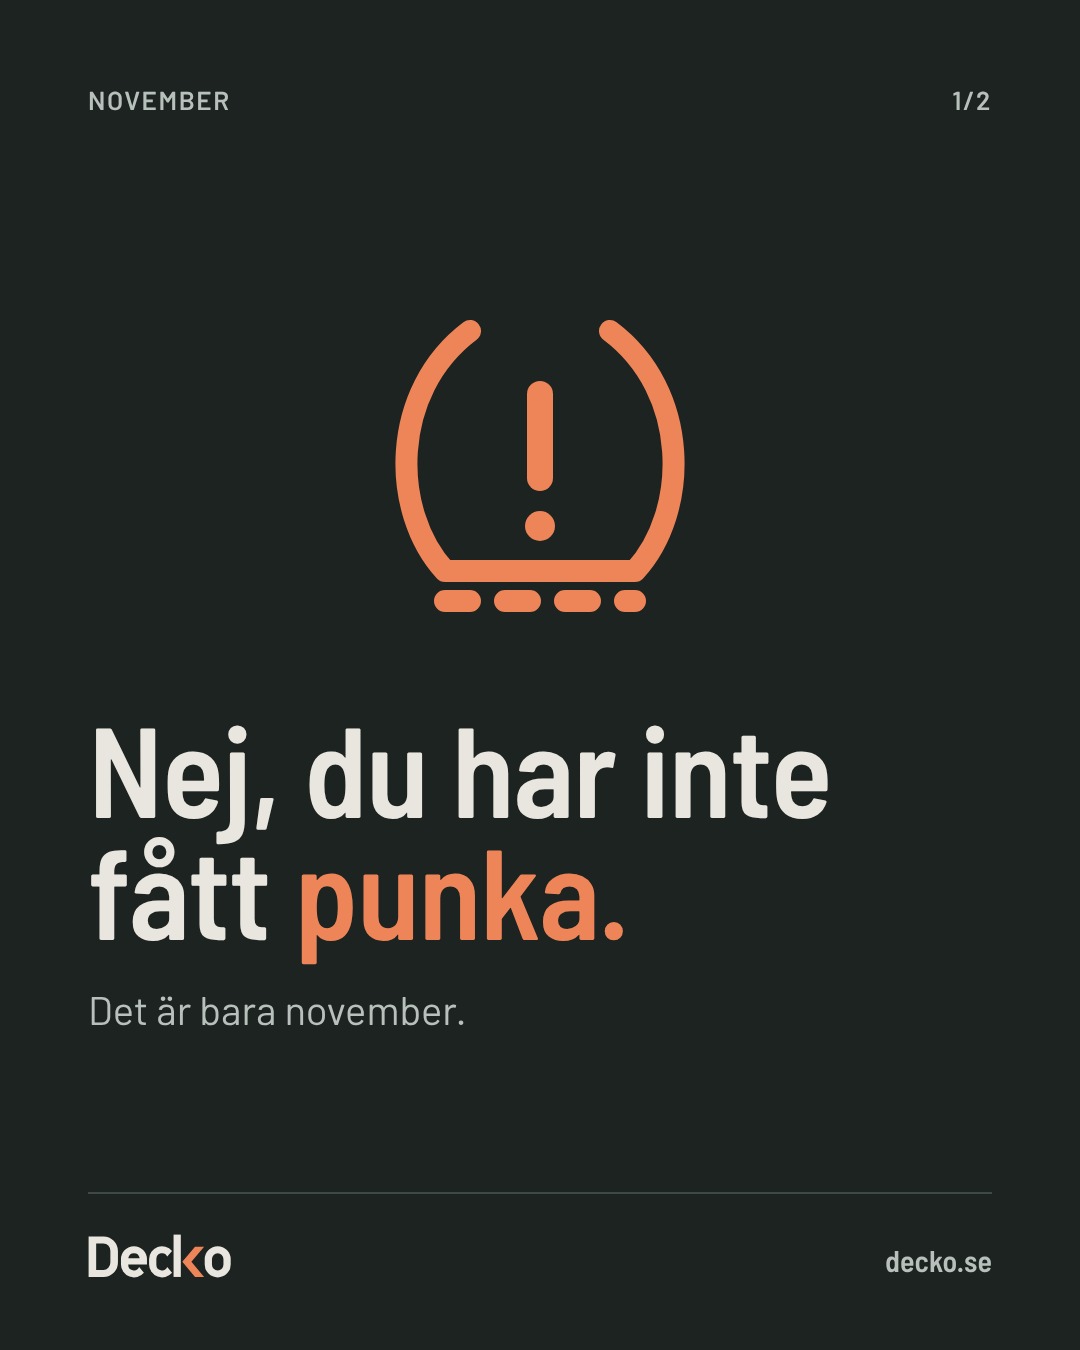 NOVEMBER
1/2
!
Nej, du har inte
fått punka.
Det är bara november.
Decko
decko.se